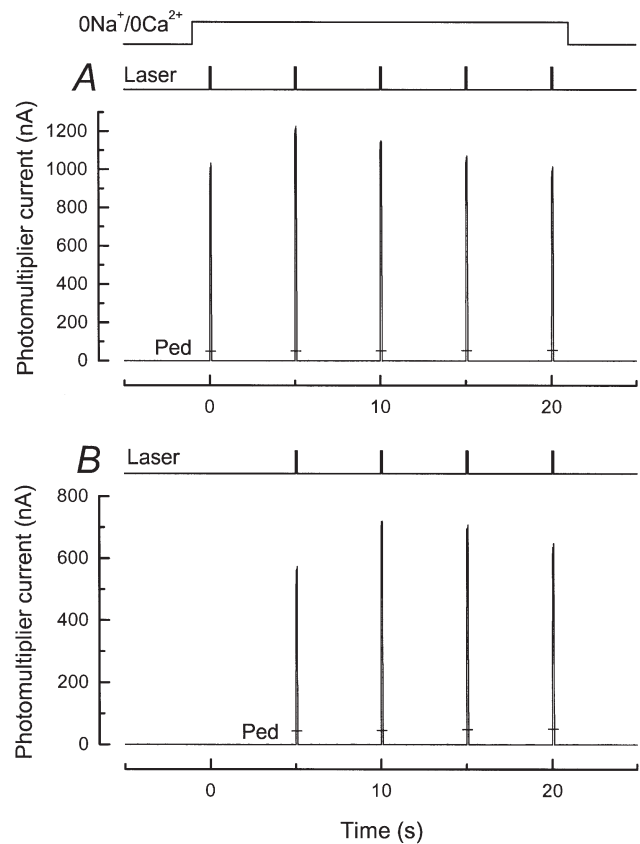 0Na⁺/0Ca²⁺
A
Laser
Photomultiplier current (nA)
1200
1000
800
600
400
200
0
Ped
0 10 20
B
Laser
Photomultiplier current (nA)
800
600
400
200
0
Ped
0 10 20
Time (s)